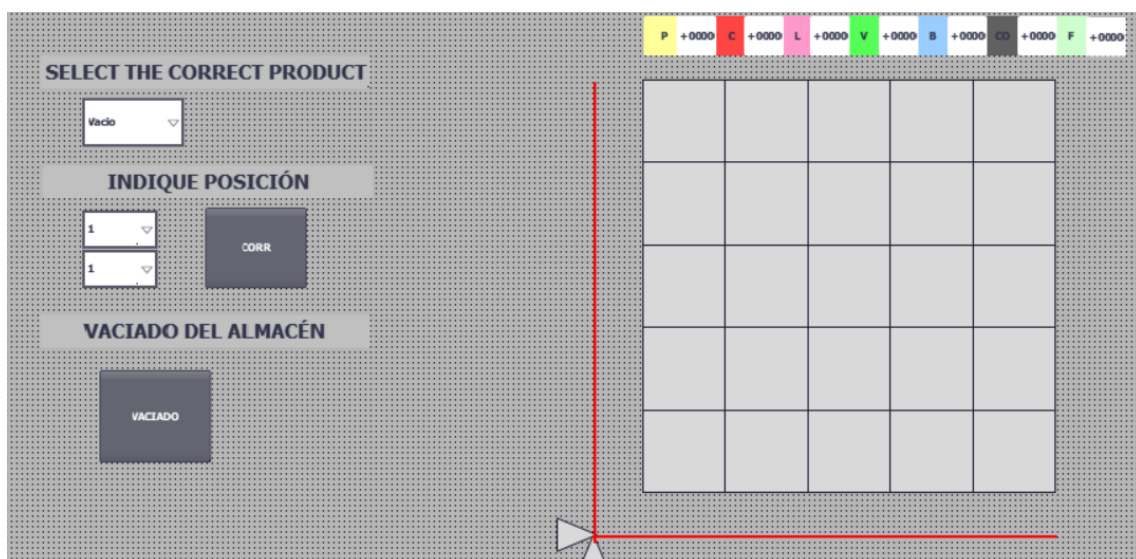 P +0000 C +0000 L +0000 V +0000 B +0000 CO +0000 F +0000
SELECT THE CORRECT PRODUCT
Vacio
INDIQUE POSICIÓN
1
CORR
1
VACIADO DEL ALMACÉN
VACIADO